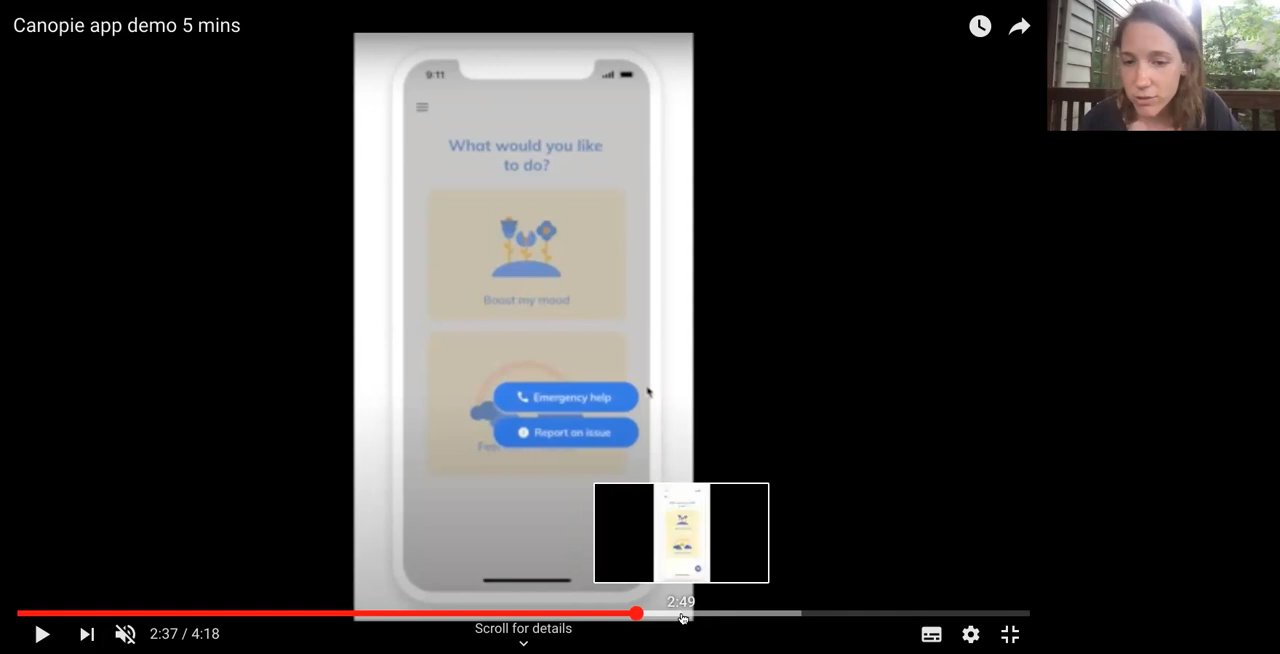 Canopie app demo 5 mins
9:11
What would you like
to do?
Boost my mood
Emergency help
Report an issue
2:49
2:37 / 4:18
Scroll for details